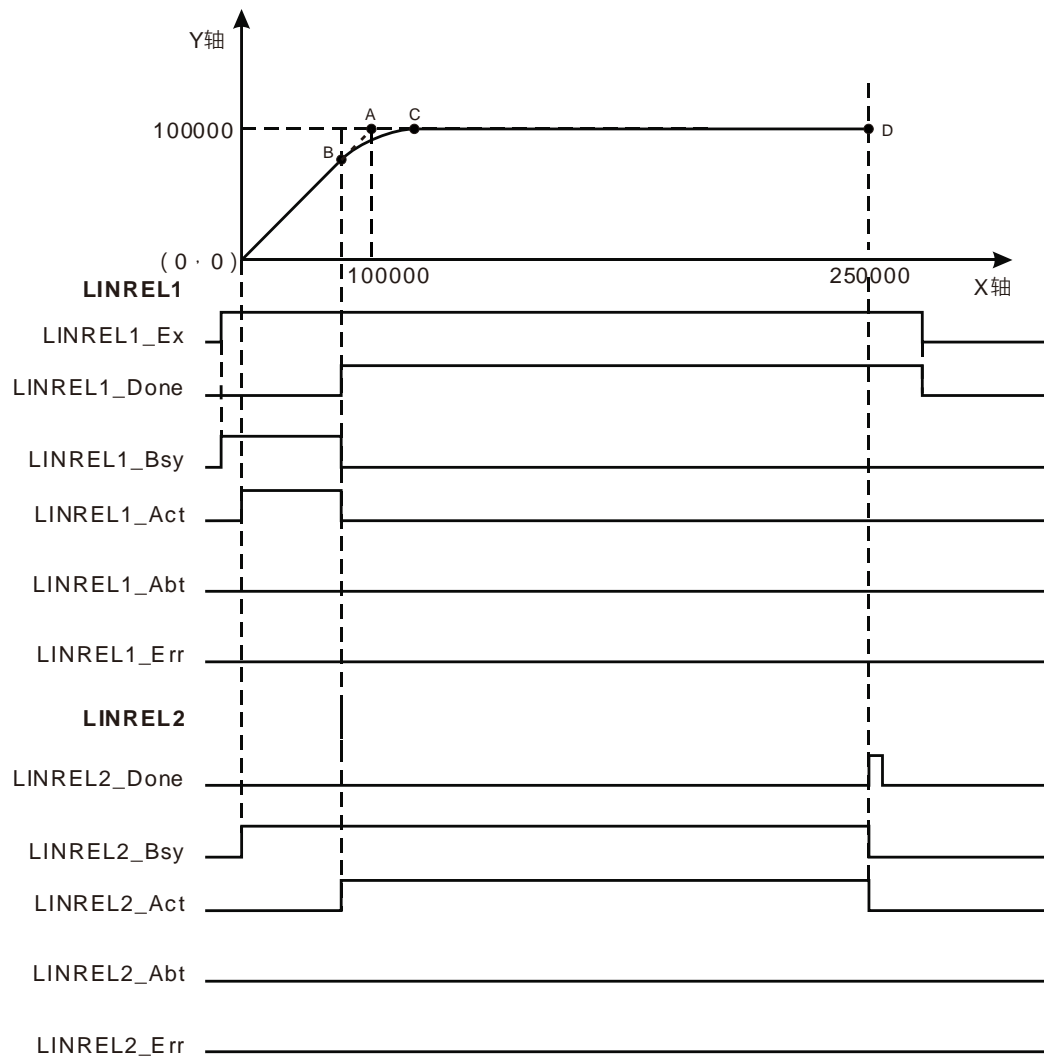 Y轴
A
C
100000
D
B
(0,0)
100000
250000
X轴
LINREL1
LINREL1_Ex
LINREL1_Done
LINREL1_Bsy
LINREL1_Act
LINREL1_Abt
LINREL1_Err
LINREL2
LINREL2_Done
LINREL2_Bsy
LINREL2_Act
LINREL2_Abt
LINREL2_Err